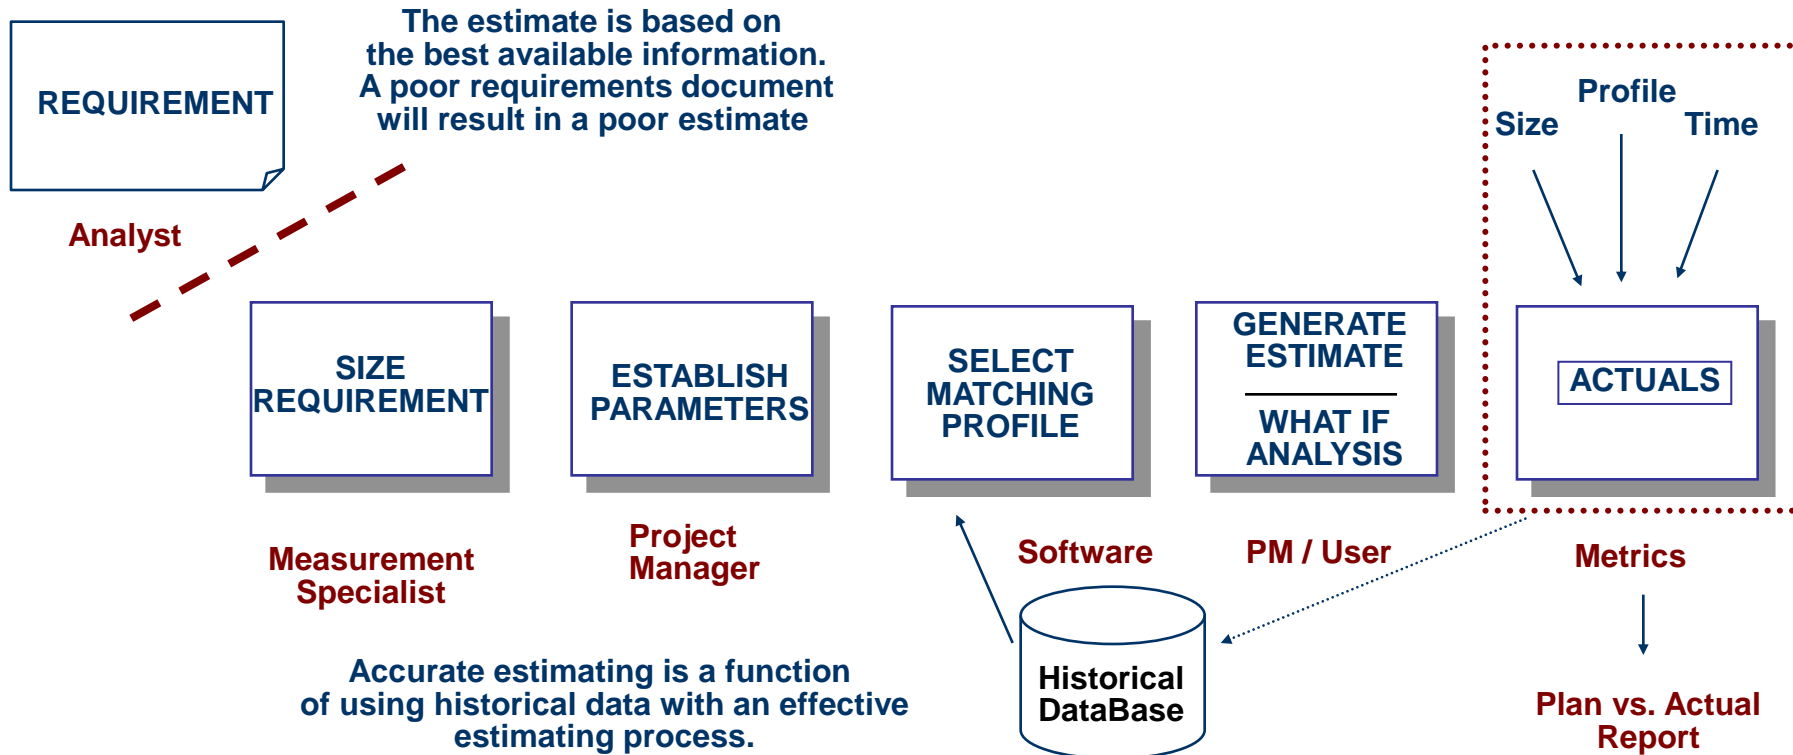 The estimate is based on
the best available information.
A poor requirements document
will result in a poor estimate
REQUIREMENT
Analyst
Profile
Size
Time
SIZE
REQUIREMENT
ESTABLISH
PARAMETERS
SELECT
MATCHING
PROFILE
GENERATE
ESTIMATE
WHAT IF
ANALYSIS
ACTUALS
Measurement
Specialist
Project
Manager
Software
PM / User
Metrics
Accurate estimating is a function
of using historical data with an effective
estimating process.
Historical
DataBase
Plan vs. Actual
Report